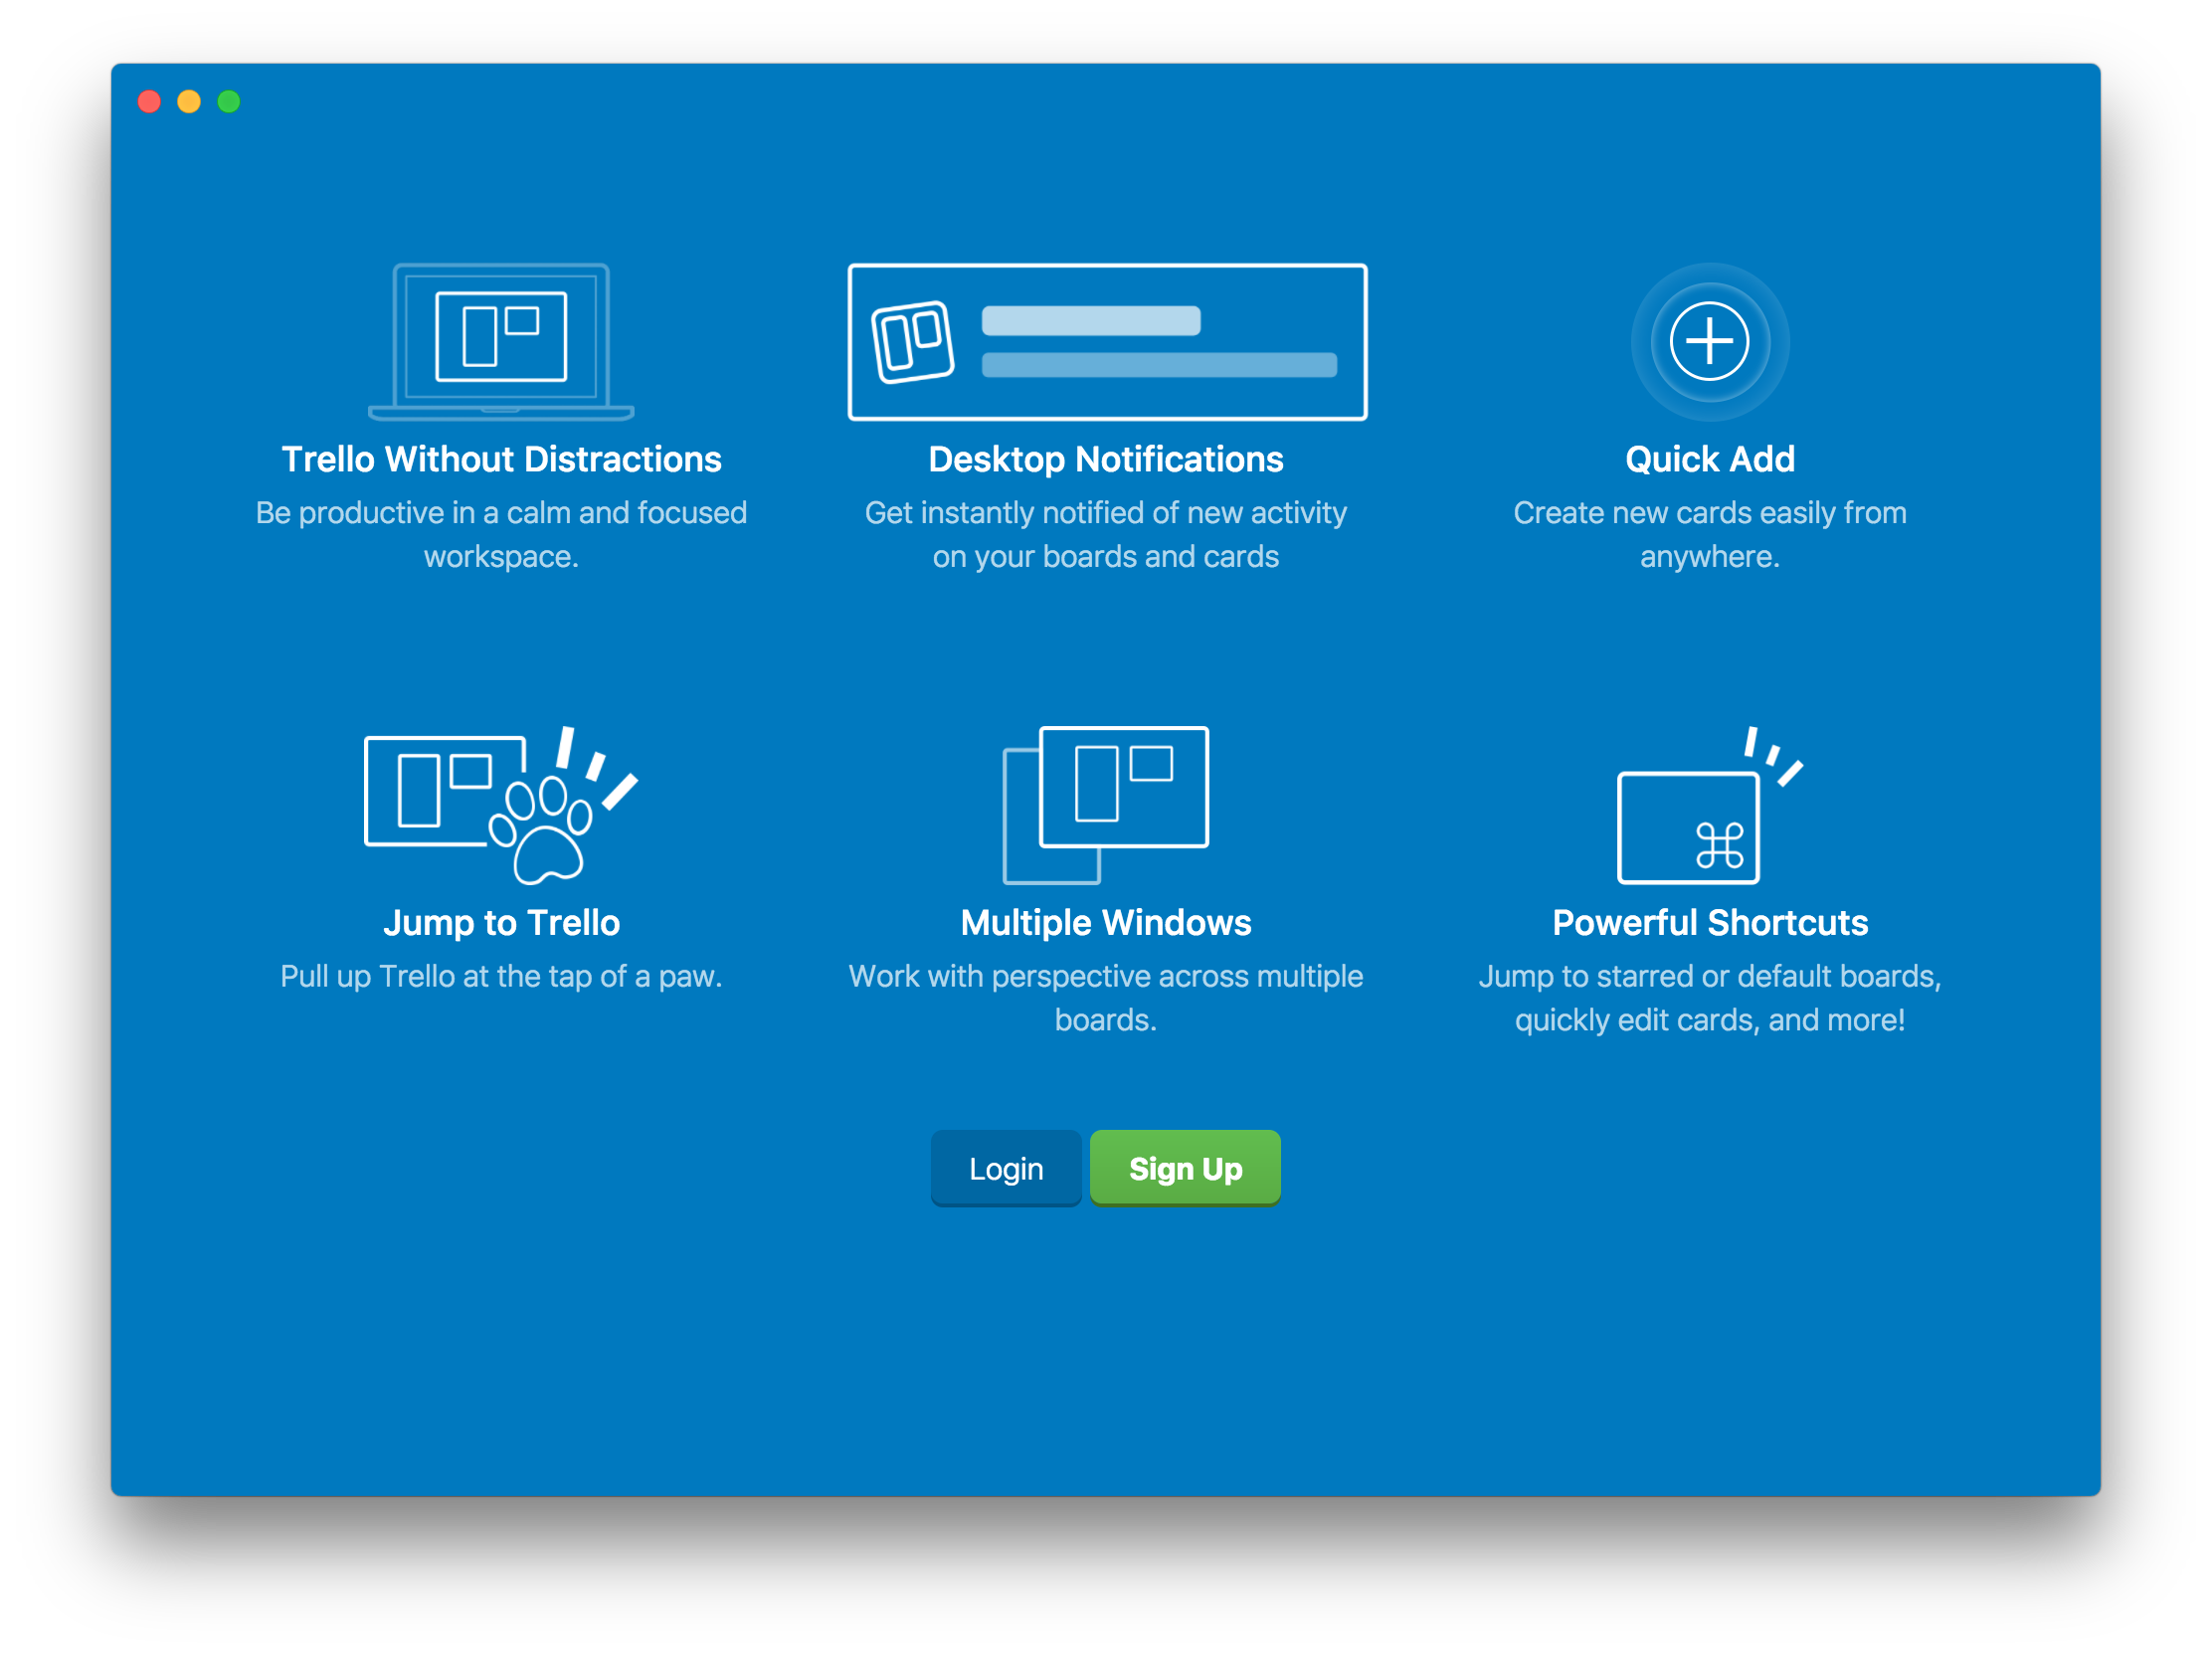 Trello Without Distractions
Be productive in a calm and focused
workspace.
Desktop Notifications
Get instantly notified of new activity
on your boards and cards
Quick Add
Create new cards easily from
anywhere.
Jump to Trello
Pull up Trello at the tap of a paw.
Multiple Windows
Work with perspective across multiple
boards.
Powerful Shortcuts
Jump to starred or default boards,
quickly edit cards, and more!
Login
Sign Up